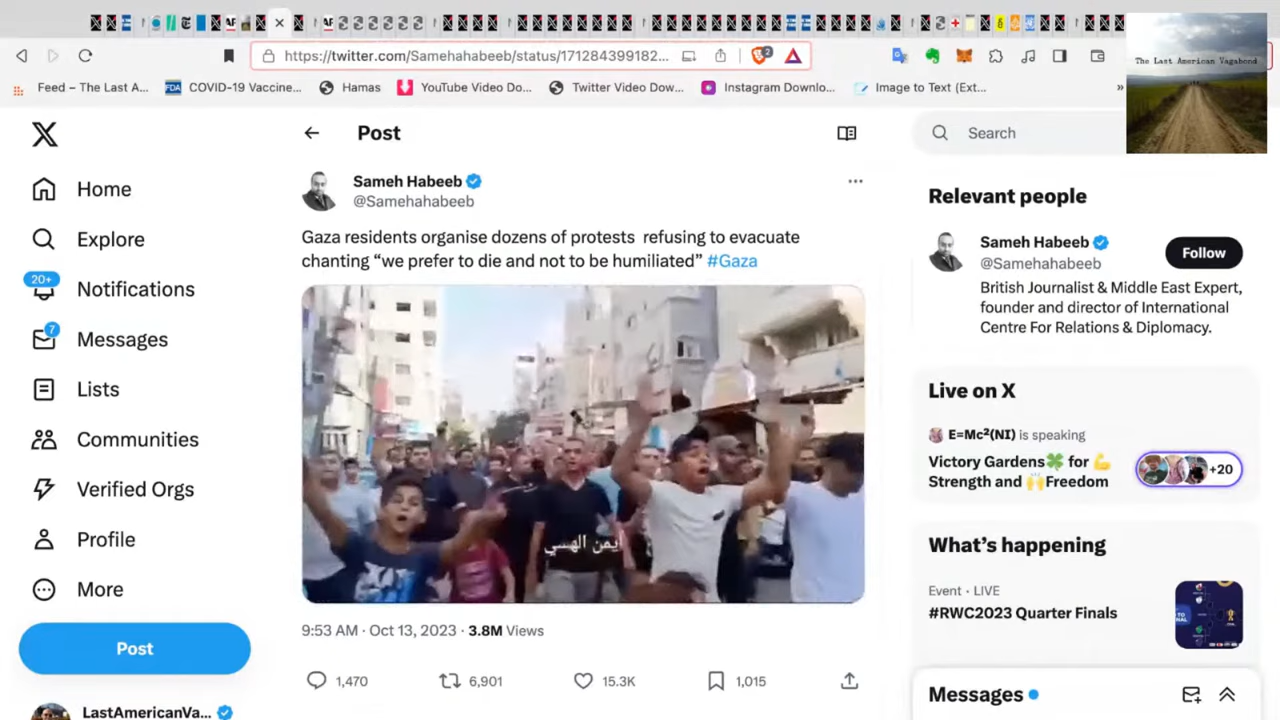 https://twitter.com/Samehahabeeb/status/171284399182...
2
The Last American Vagabond
Feed – The Last A...
FDA
COVID-19 Vaccine...
Hamas
YouTube Video Do...
Twitter Video Dow...
Instagram Downlo...
Image to Text (Ext...
»
Post
Search
Home
Explore
20+
Notifications
7
Messages
Lists
Communities
Verified Orgs
Profile
More
Post
LastAmericanVa...
Sameh Habeeb
@Samehahabeeb
Gaza residents organise dozens of protests refusing to evacuate
chanting “we prefer to die and not to be humiliated” #Gaza
أيمن الهسي
9:53 AM · Oct 13, 2023 · 3.8M Views
1,470
6,901
15.3K
1,015
Relevant people
Sameh Habeeb
@Samehahabeeb
Follow
British Journalist & Middle East Expert,
founder and director of International
Centre For Relations & Diplomacy.
Live on X
E=Mc²(NI) is speaking
Victory Gardens🍀 for 💪
Strength and 🙌Freedom
+20
What’s happening
Event · LIVE
#RWC2023 Quarter Finals
Messages